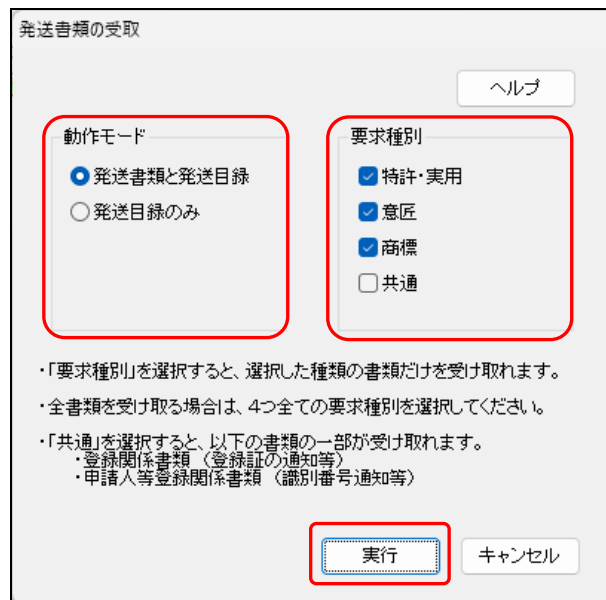 発送書類の受取
ヘルプ
動作モード
発送書類と発送目録
発送目録のみ
要求種別
特許・実用
意匠
商標
共通
・「要求種別」を選択すると、選択した種類の書類だけを受け取れます。
・全書類を受け取る場合は、4つ全ての要求種別を選択してください。
・「共通」を選択すると、以下の書類の一部が受け取れます。
・登録関係書類（登録証の通知等）
・申請人等登録関係書類（識別番号通知等）
実行
キャンセル